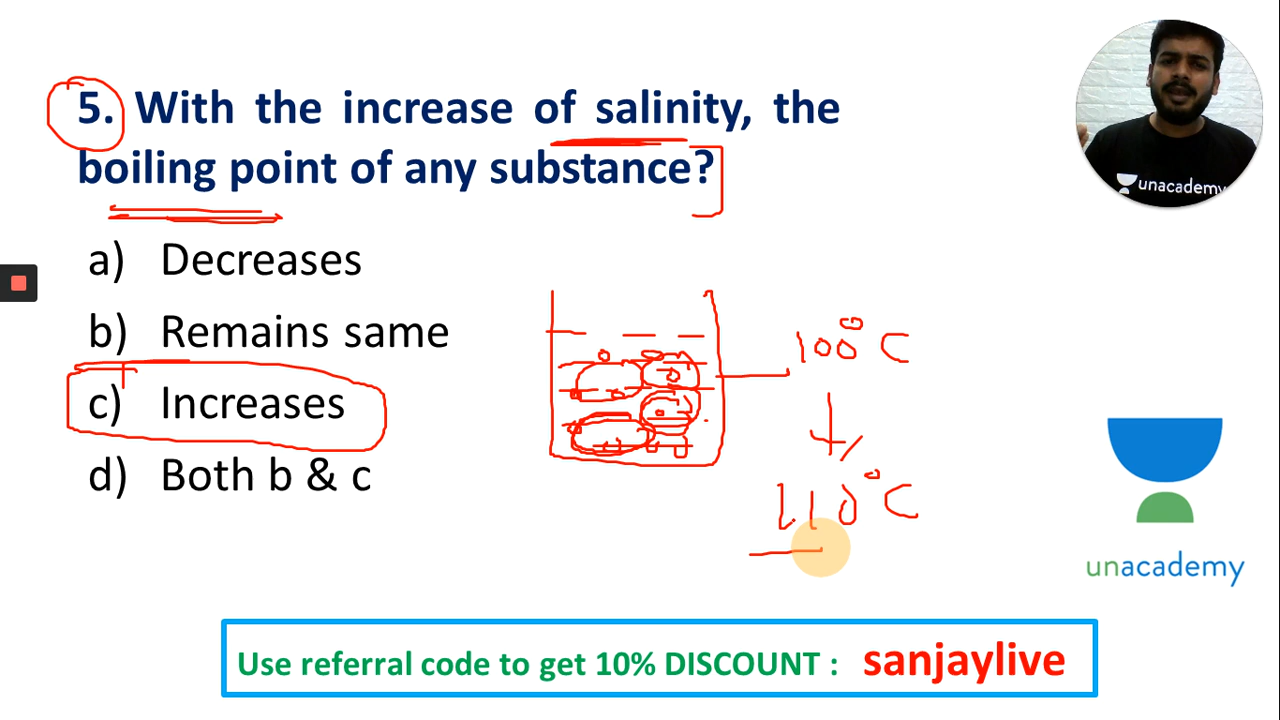 5. With the increase of salinity, the
boiling point of any substance?
a) Decreases
b) Remains same
c) Increases
d) Both b & c
100°C
110°C
unacademy
unacademy
Use referral code to get 10% DISCOUNT : sanjaylive